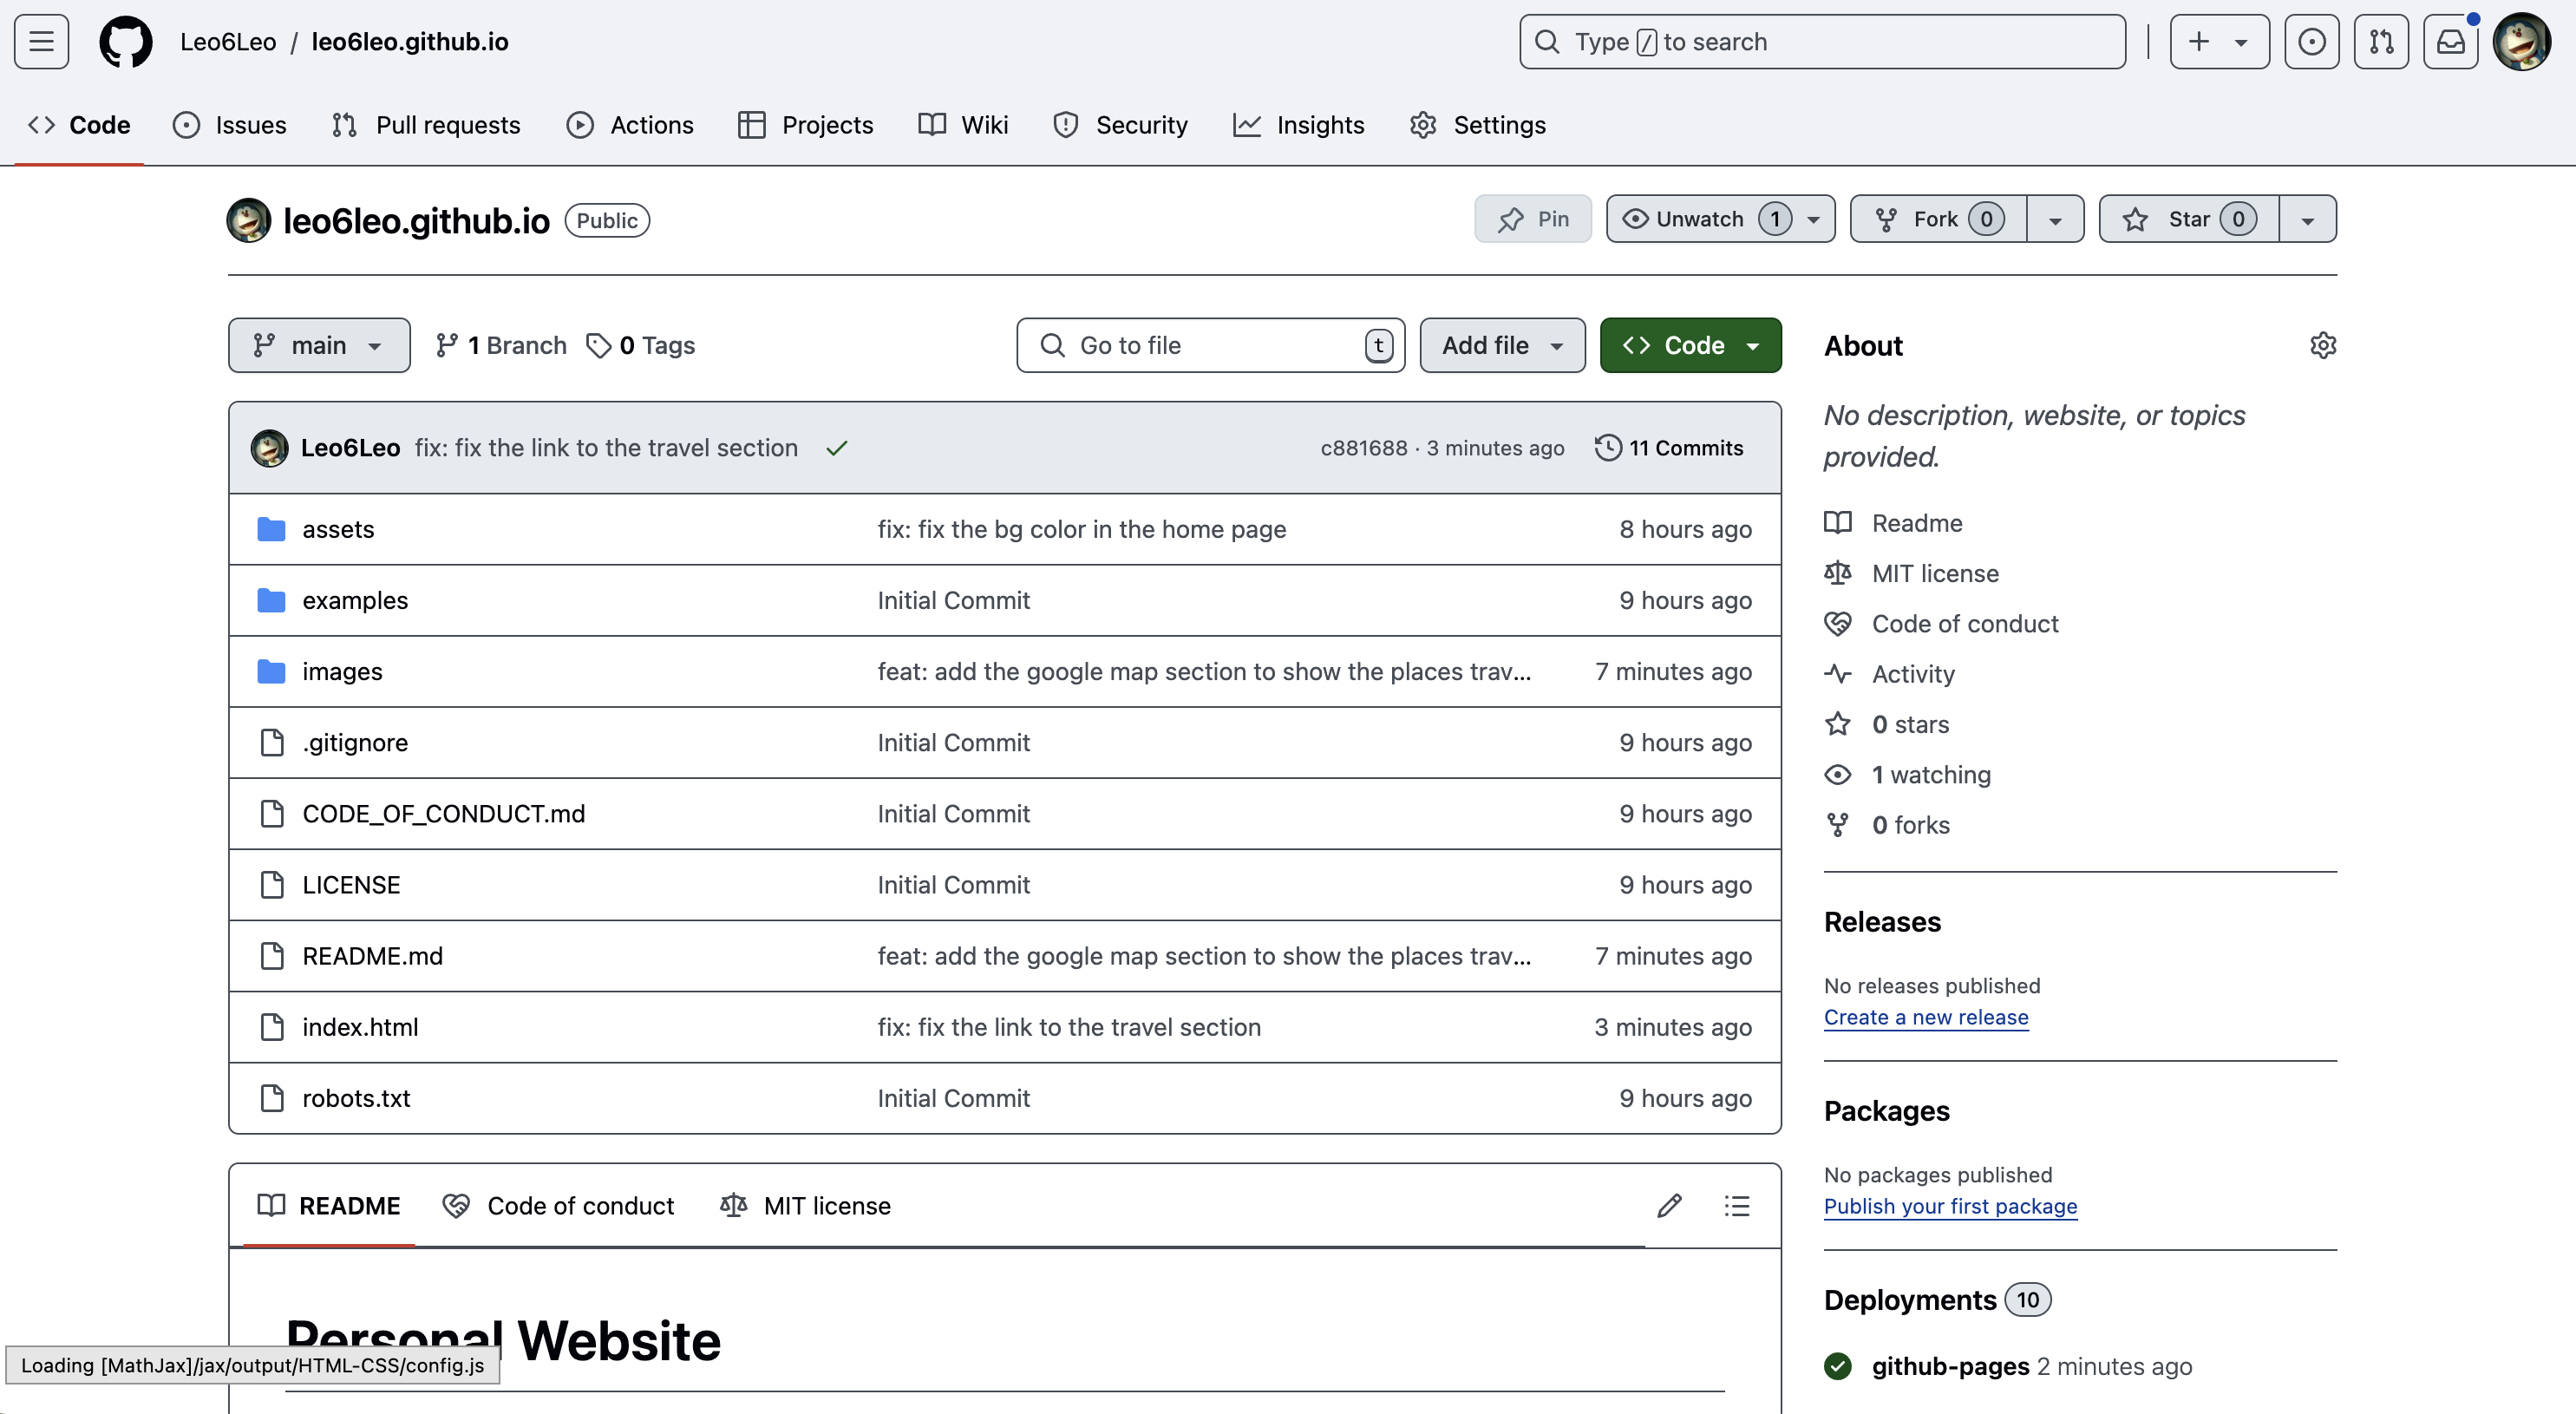 Leo6Leo / leo6leo.github.io
Type / to search
Code Issues Pull requests Actions Projects Wiki Security Insights Settings
leo6leo.github.io Public
Pin Unwatch 1 Fork 0 Star 0
main 1 Branch 0 Tags Go to file t Add file Code
Leo6Leo fix: fix the link to the travel section c881688 · 3 minutes ago 11 Commits
assets fix: fix the bg color in the home page 8 hours ago
examples Initial Commit 9 hours ago
images feat: add the google map section to show the places trav... 7 minutes ago
.gitignore Initial Commit 9 hours ago
CODE_OF_CONDUCT.md Initial Commit 9 hours ago
LICENSE Initial Commit 9 hours ago
README.md feat: add the google map section to show the places trav... 7 minutes ago
index.html fix: fix the link to the travel section 3 minutes ago
robots.txt Initial Commit 9 hours ago
README Code of conduct MIT license
Personal Website
Loading [MathJax]/jax/output/HTML-CSS/config.js
About
No description, website, or topics
provided.
Readme
MIT license
Code of conduct
Activity
0 stars
1 watching
0 forks
Releases
No releases published
Create a new release
Packages
No packages published
Publish your first package
Deployments 10
github-pages 2 minutes ago